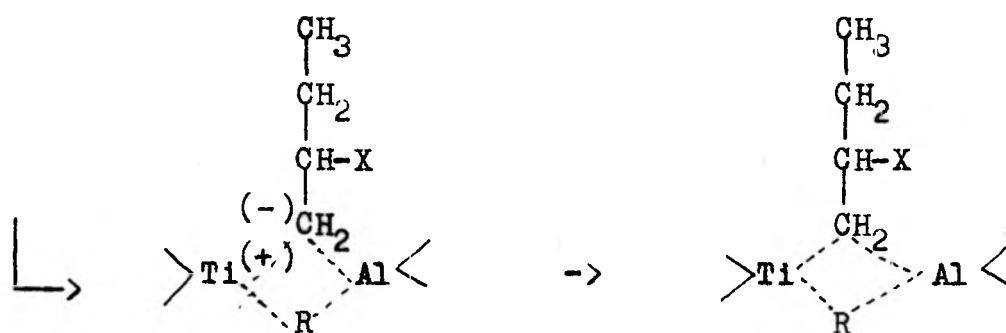 CH3 CH3
CH2 CH2
CH-X CH-X
(-) CH2 CH2
>Ti (+) Al< -> >Ti Al<
R R